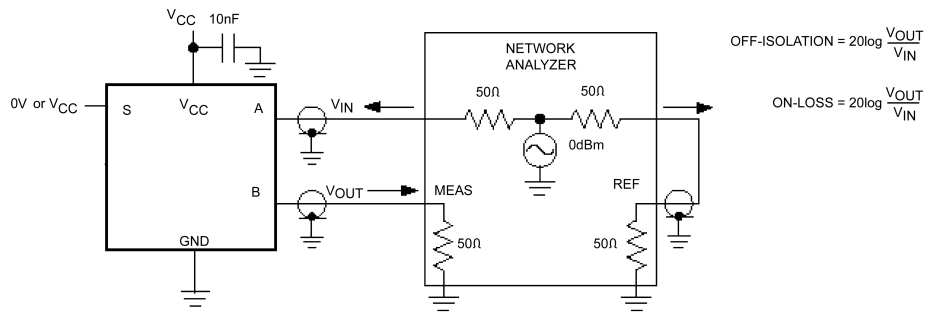 VCC
10nF
OFF-ISOLATION = 20log VOUT
VIN
NETWORK
ANALYZER
50Ω
50Ω
ON-LOSS = 20log VOUT
VIN
0V or VCC
S
VCC
A
VIN
0dBm
B
VOUT
MEAS
REF
GND
50Ω
50Ω